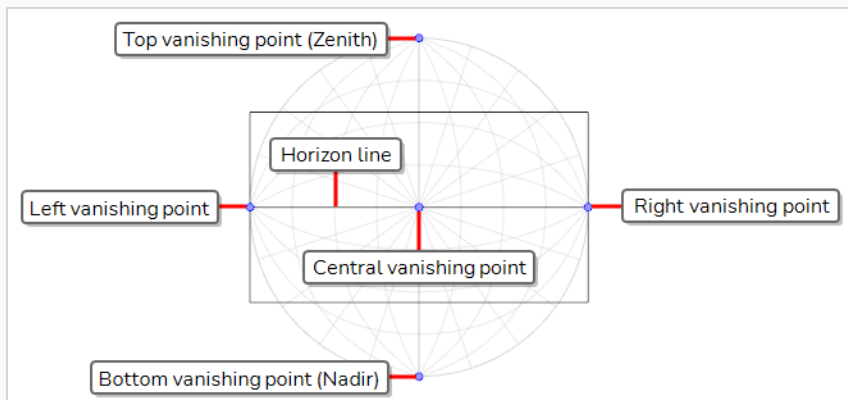 Top vanishing point (Zenith)
Horizon line
Left vanishing point
Right vanishing point
Central vanishing point
Bottom vanishing point (Nadir)